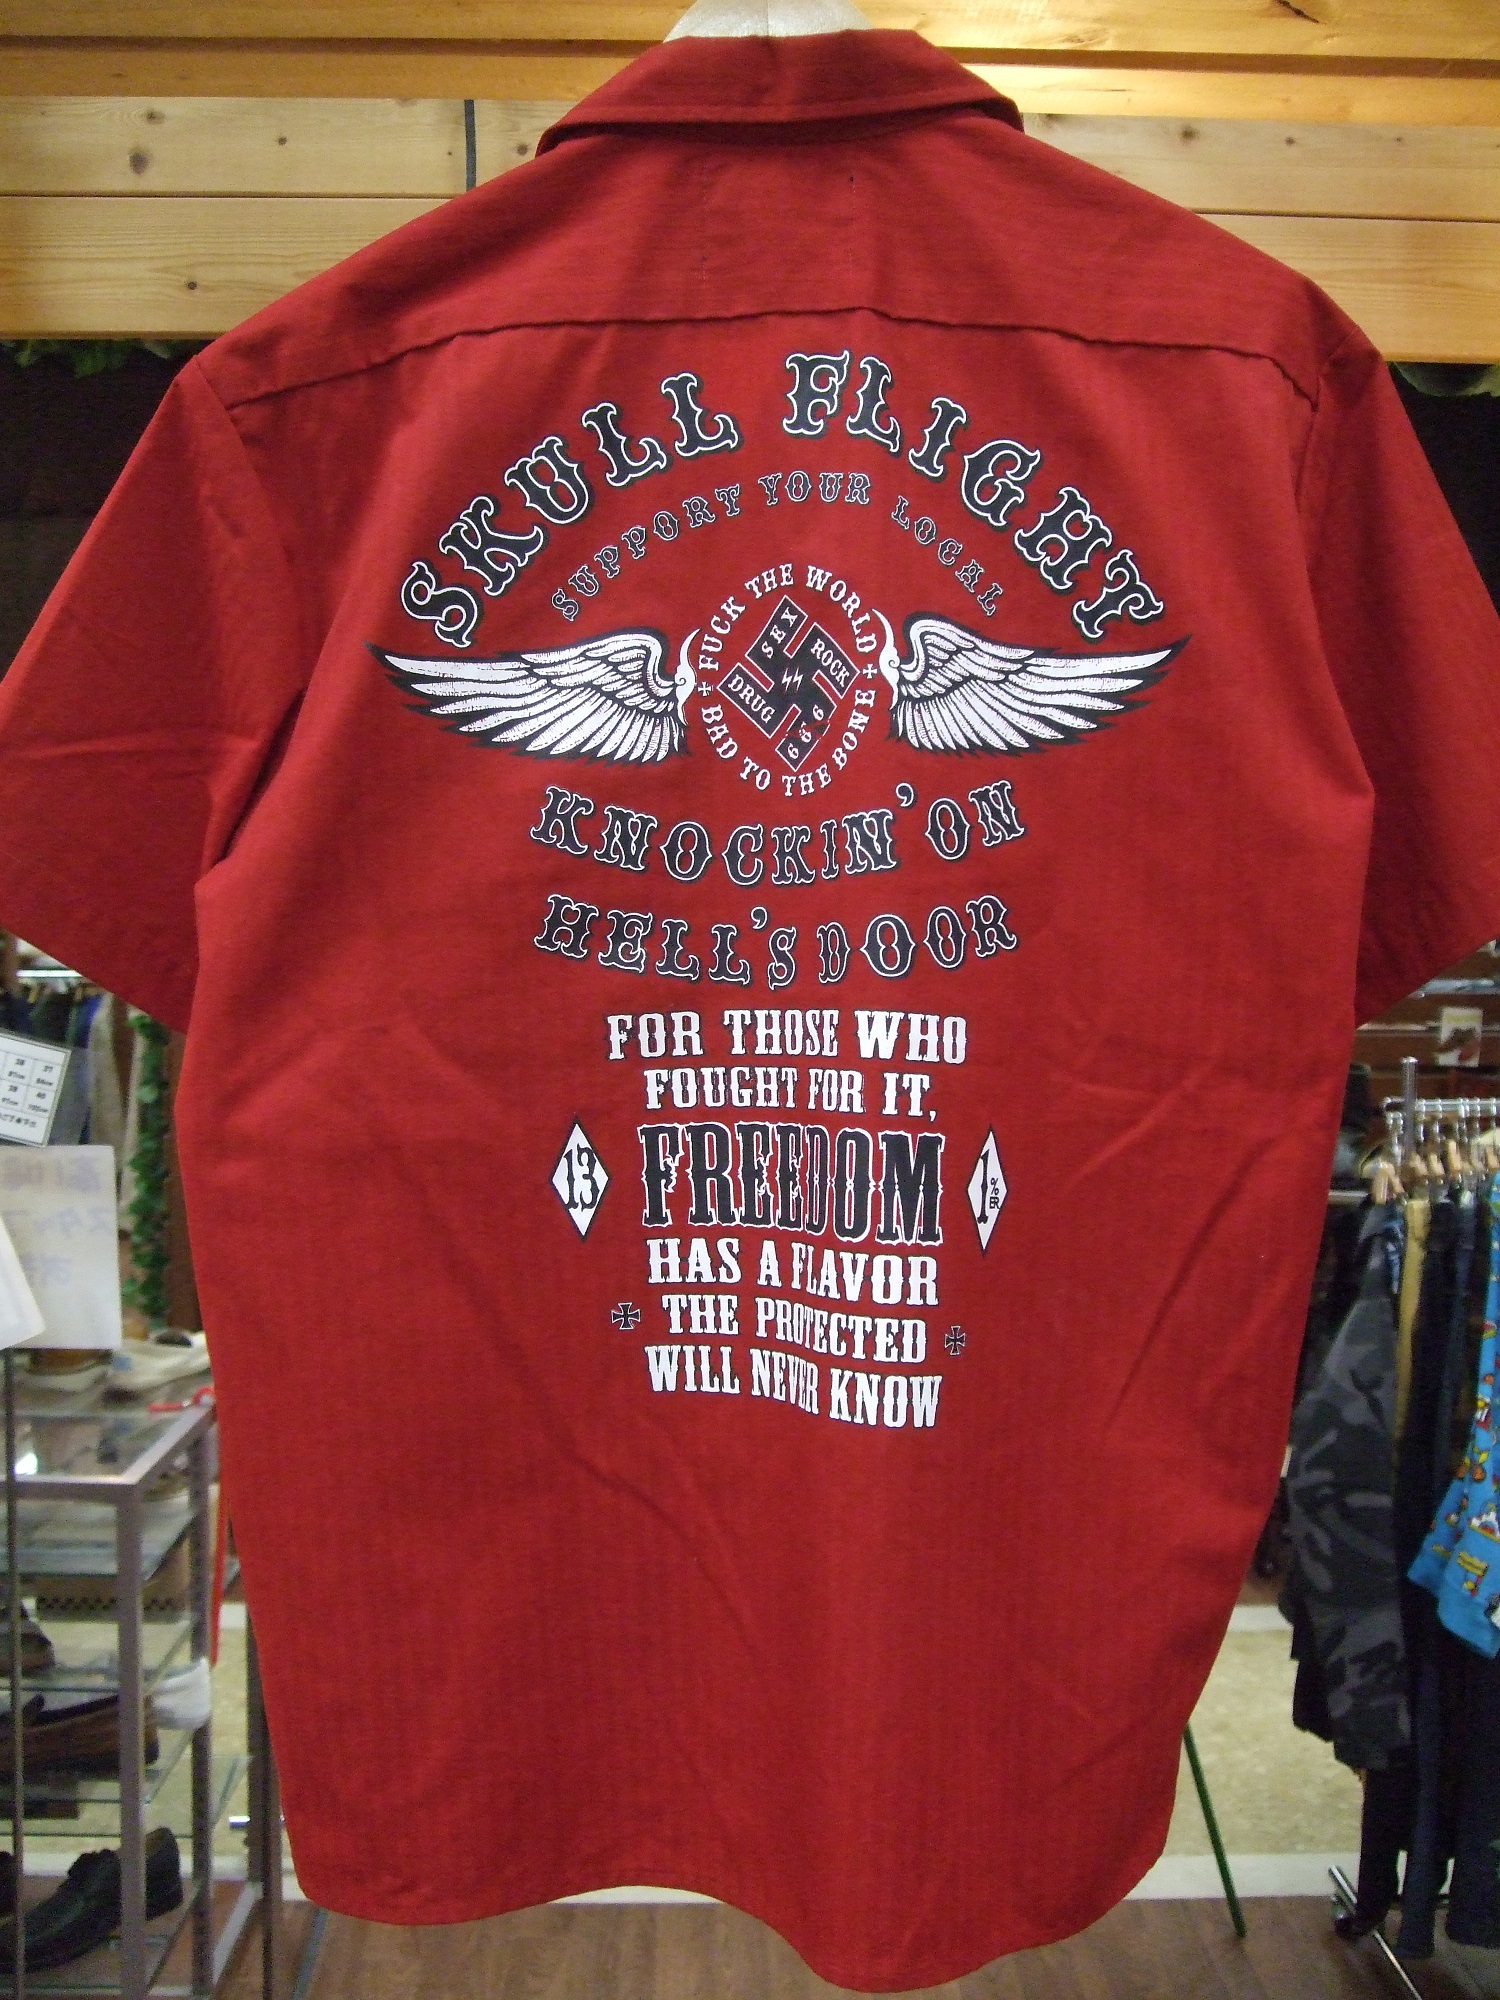 SKULL FLIGHT
SUPPORT YOUR LOCAL
FUCK THE WORLD
SEX
ROCK
DRUG
666
BAD TO THE BONE
KNOCKIN' ON
HELL'S DOOR
FOR THOSE WHO
FOUGHT FOR IT,
13 FREEDOM 1%ER
HAS A FLAVOR
THE PROTECTED
WILL NEVER KNOW